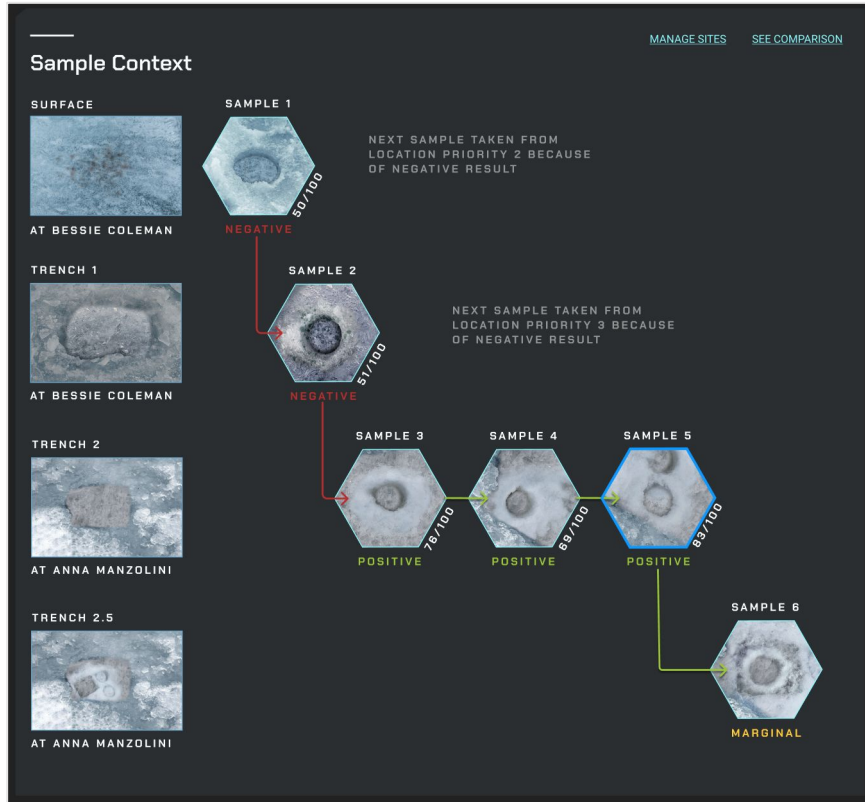 MANAGE SITES
SEE COMPARISON
Sample Context
SURFACE
SAMPLE 1
NEXT SAMPLE TAKEN FROM
LOCATION PRIORITY 2 BECAUSE
OF NEGATIVE RESULT
50/100
AT BESSIE COLEMAN
NEGATIVE
TRENCH 1
SAMPLE 2
NEXT SAMPLE TAKEN FROM
LOCATION PRIORITY 3 BECAUSE
OF NEGATIVE RESULT
51/100
AT BESSIE COLEMAN
NEGATIVE
TRENCH 2
SAMPLE 3
SAMPLE 4
SAMPLE 5
76/100
69/100
83/100
AT ANNA MANZOLINI
POSITIVE
POSITIVE
POSITIVE
TRENCH 2.5
SAMPLE 6
AT ANNA MANZOLINI
MARGINAL